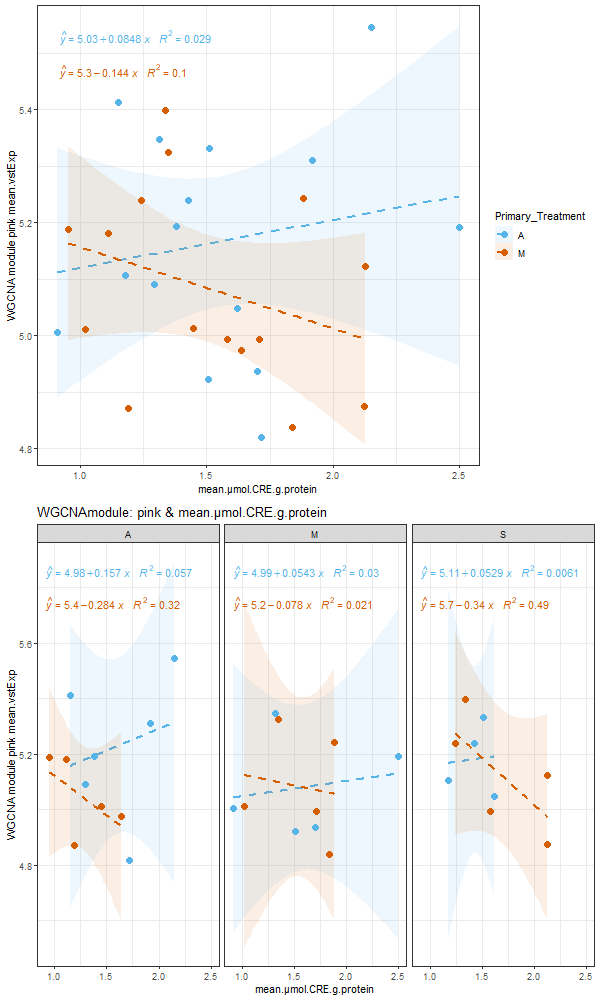 ŷ = 5.03 + 0.0848 x R² = 0.029
ŷ = 5.3 − 0.144 x R² = 0.1
5.4
5.2
5.0
4.8
WGCNA module pink mean.vstExp
1.0 1.5 2.0 2.5
mean.µmol.CRE.g.protein
Primary_Treatment
A
M
WGCNAmodule: pink & mean.µmol.CRE.g.protein
A M S
ŷ = 4.98 + 0.157 x R² = 0.057
ŷ = 5.4 − 0.284 x R² = 0.32
ŷ = 4.99 + 0.0543 x R² = 0.03
ŷ = 5.2 − 0.078 x R² = 0.021
ŷ = 5.11 + 0.0529 x R² = 0.0061
ŷ = 5.7 − 0.34 x R² = 0.49
5.6
5.2
4.8
WGCNA module pink mean.vstExp
1.0 1.5 2.0 2.5 1.0 1.5 2.0 2.5 1.0 1.5 2.0 2.5
mean.µmol.CRE.g.protein